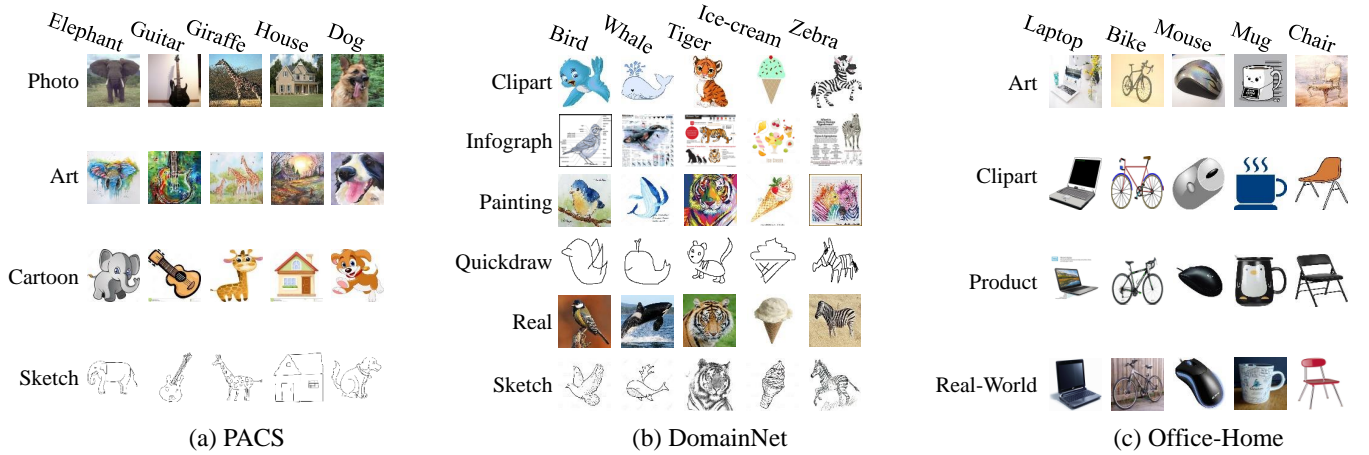 Elephant Guitar Giraffe House Dog
Photo
Art
Cartoon
Sketch
(a) PACS
Bird Whale Tiger Ice-cream Zebra
Clipart
Infograph
Painting
Quickdraw
Real
Sketch
(b) DomainNet
Laptop Bike Mouse Mug Chair
Art
Clipart
Product
Real-World
(c) Office-Home